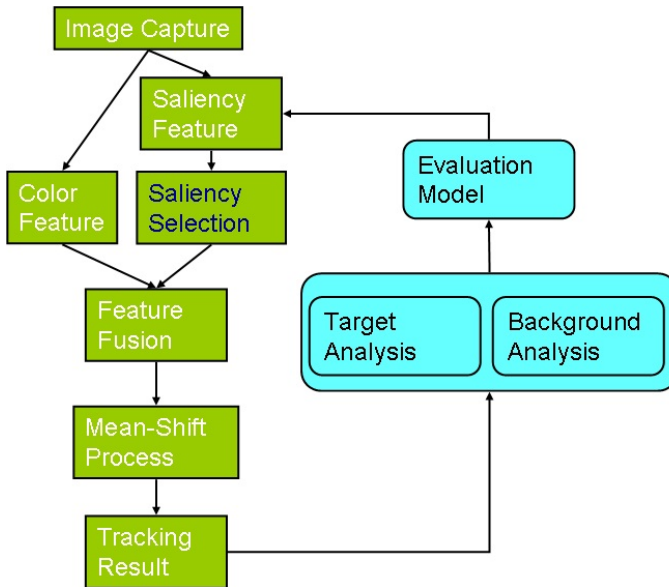 Image Capture
Saliency
Feature
Evaluation
Model
Color
Feature
Saliency
Selection
Feature
Fusion
Target
Analysis
Background
Analysis
Mean-Shift
Process
Tracking
Result